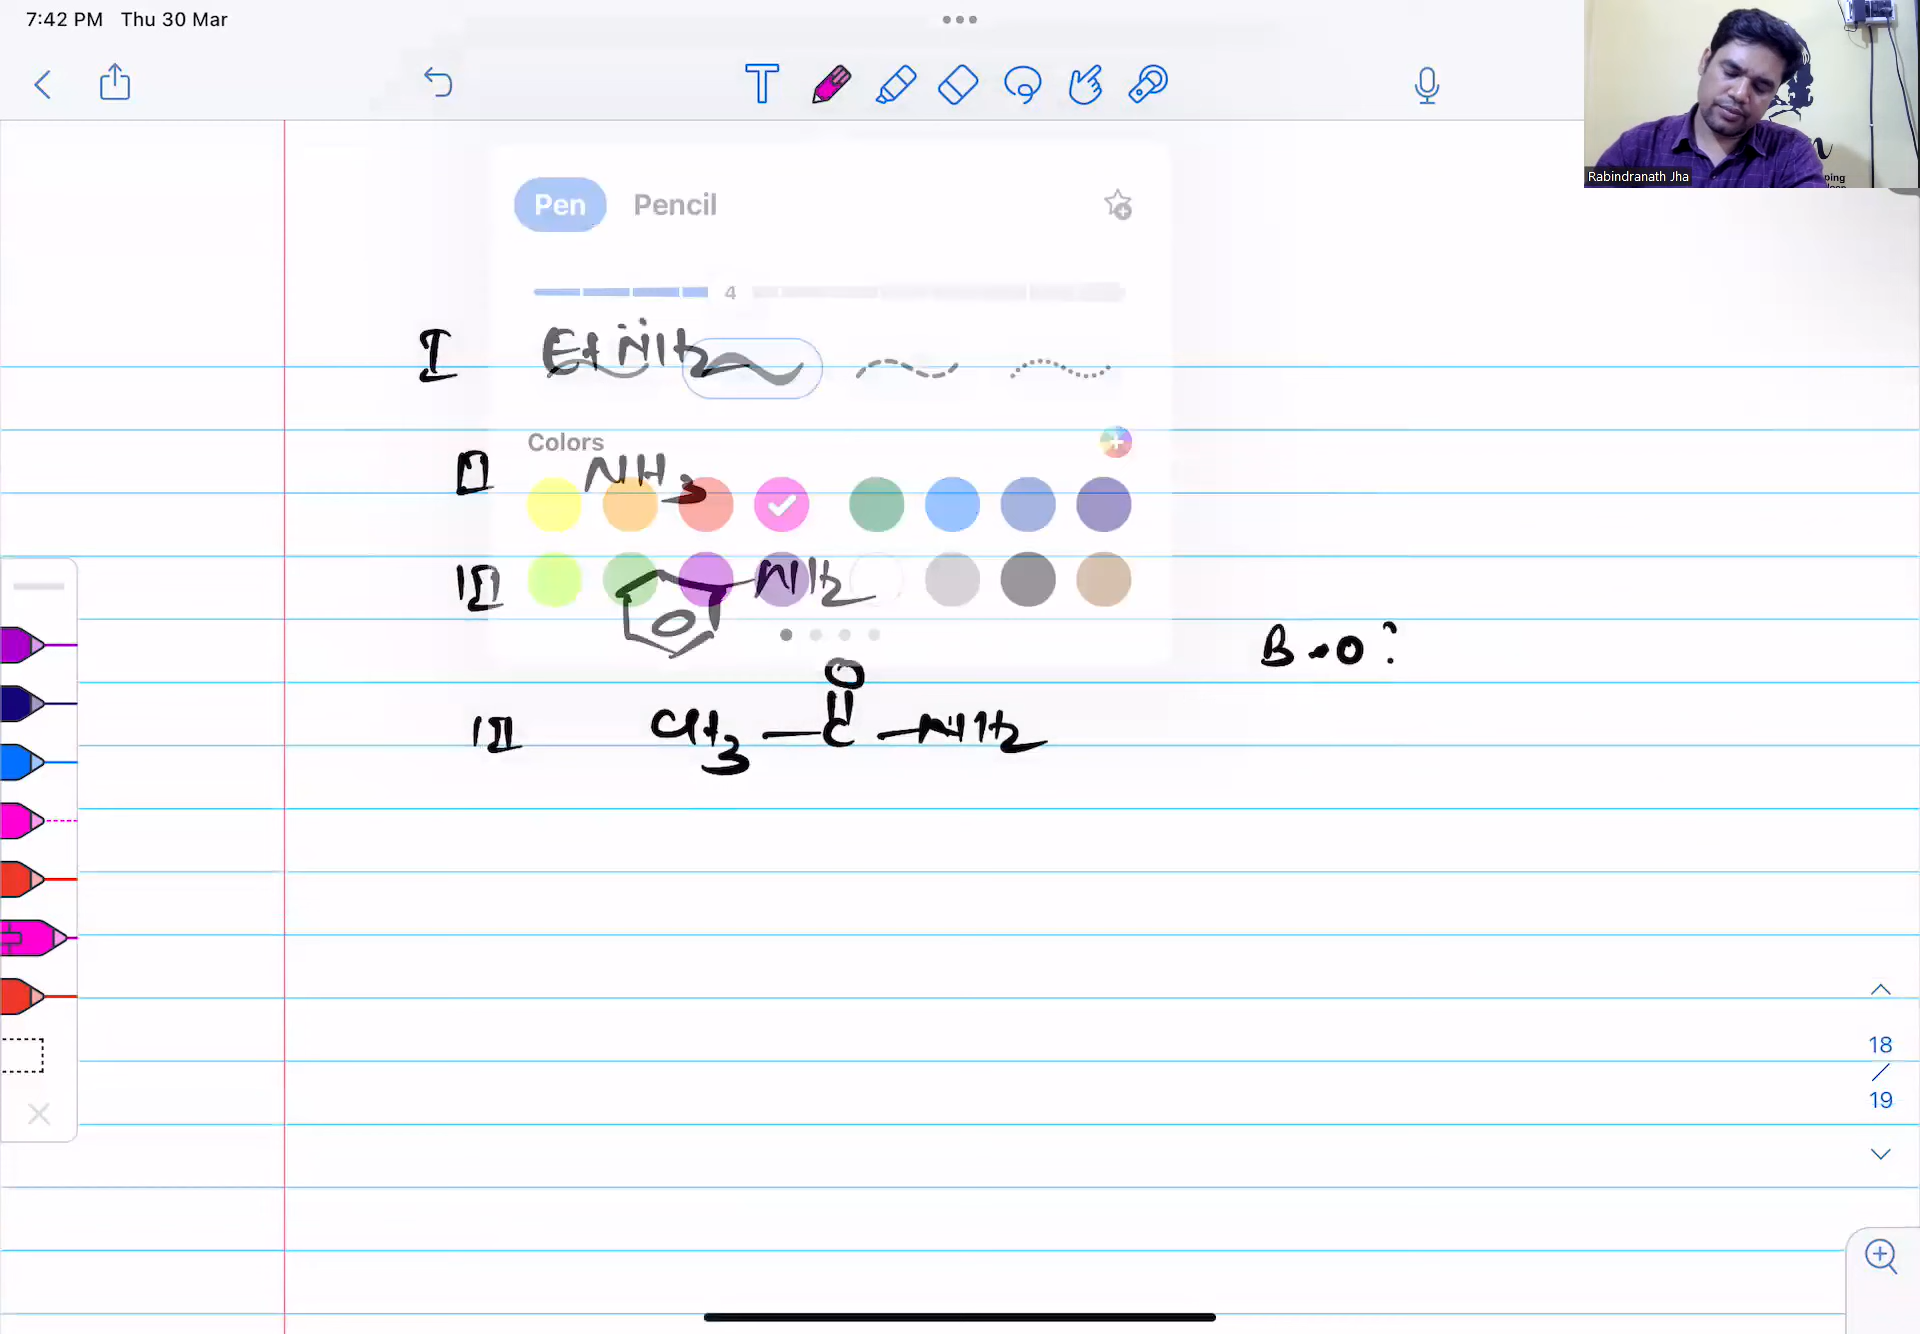 7:42 PM Thu 30 Mar
T
Rabindranath Jha
Pen Pencil
4
I EtNH2
Colors
II NH3
III NH2
B.O?
O
CH3—C—NH2
18
19